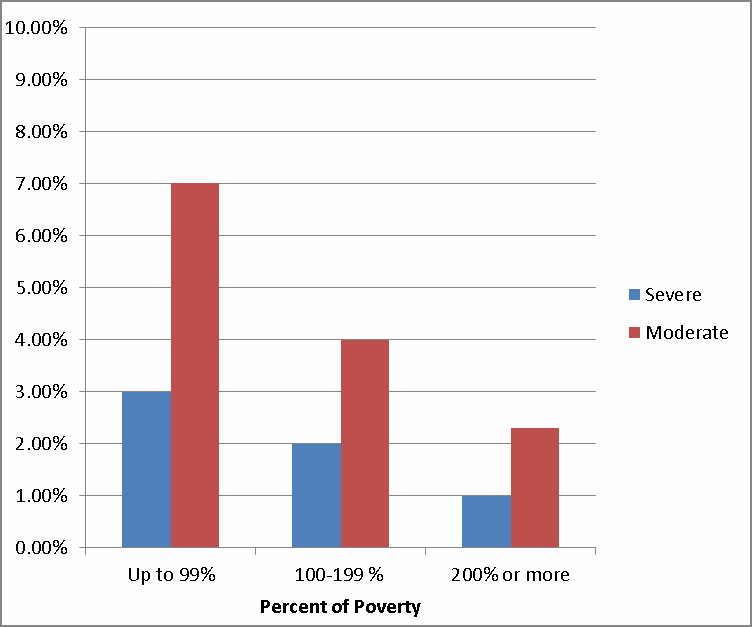 10.00%
9.00%
8.00%
7.00%
6.00%
5.00%
4.00%
3.00%
2.00%
1.00%
0.00%
Up to 99%
100-199 %
200% or more
Percent of Poverty
Severe
Moderate